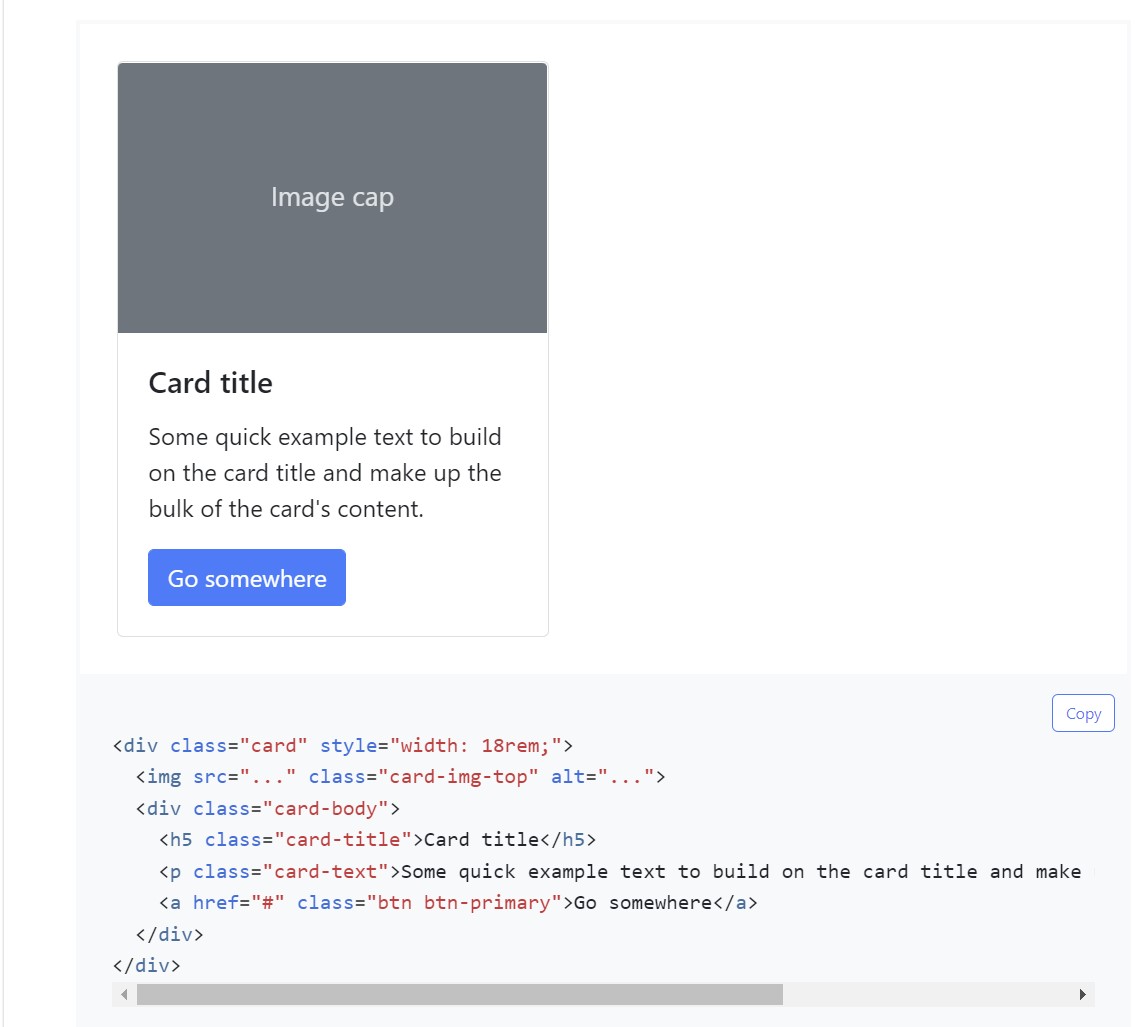 Image cap
Card title
Some quick example text to build
on the card title and make up the
bulk of the card's content.
Go somewhere
Copy
<div class="card" style="width: 18rem;">
  <img src="..." class="card-img-top" alt="...">
  <div class="card-body">
    <h5 class="card-title">Card title</h5>
    <p class="card-text">Some quick example text to build on the card title and make
    <a href="#" class="btn btn-primary">Go somewhere</a>
  </div>
</div>